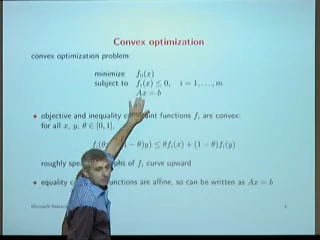 Convex optimization
convex optimization problem:
minimize f₀(x)
subject to fᵢ(x) ≤ 0, i = 1, . . . , m
Ax = b
• objective and inequality constraint functions fᵢ are convex:
for all x, y, θ ∈ [0, 1],
fᵢ(θx − θ)y) ≤ θfᵢ(x) + (1 − θ)fᵢ(y)
roughly of fᵢ curve upward
• equality functions are affine, so can be written as Ax = b
Microsoft